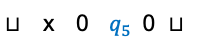 ⊔ x 0 q₅ 0 ⊔